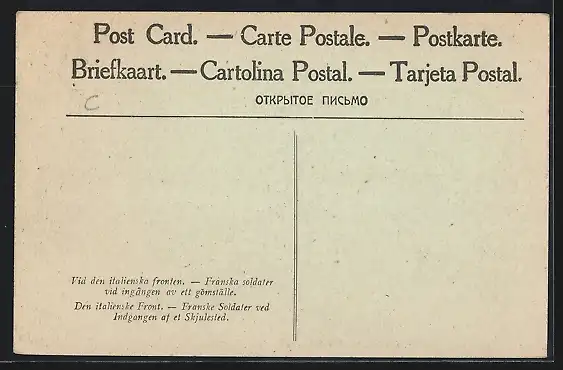 Post Card. — Carte Postale. — Postkarte.
Briefkaart. — Cartolina Postal. — Tarjeta Postal.
ОТКРЫТОЕ ПИСЬМО
C
Vid den italienska fronten. — Franska soldater
vid ingången av ett gömställe.
Den italienske Front. — Franske Soldater ved
Indgangen af et Skjulested.